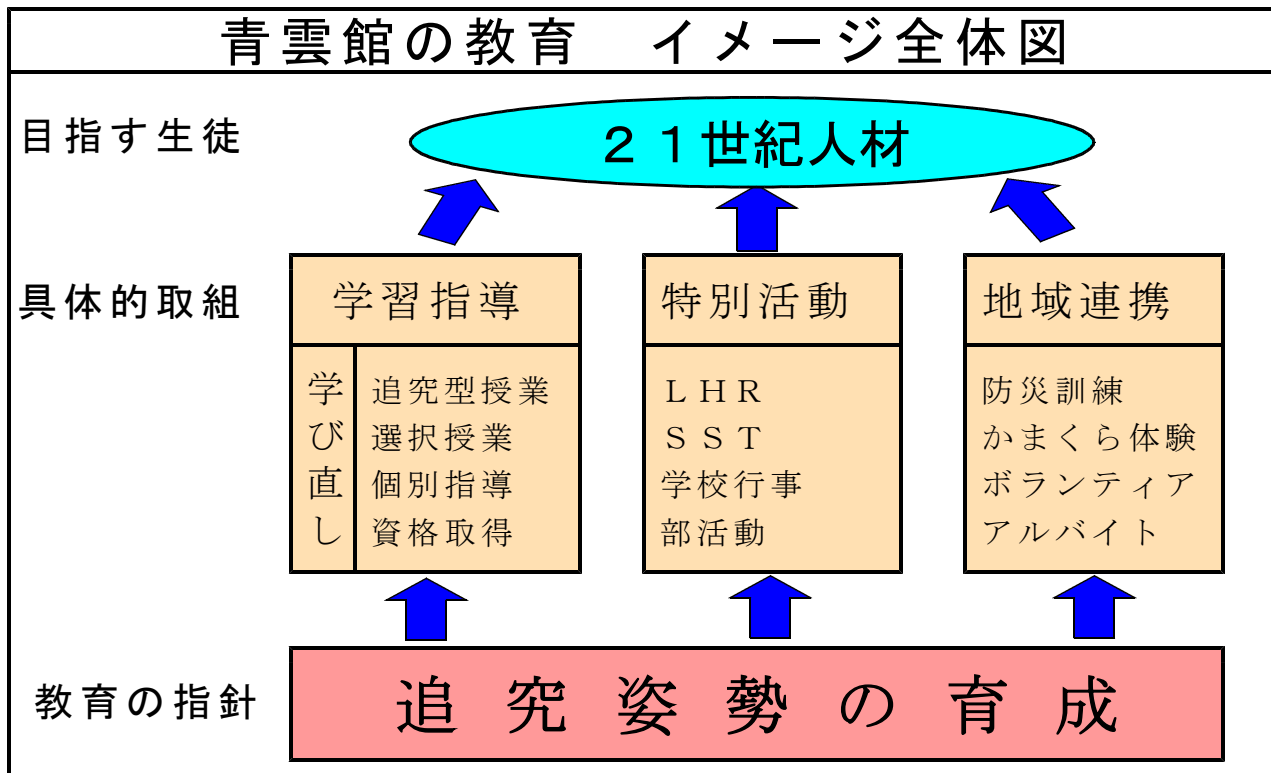 青雲館の教育　イメージ全体図
目指す生徒
２１世紀人材
具体的取組
学習指導
学び直し
追究型授業
選択授業
個別指導
資格取得
特別活動
ＬＨＲ
ＳＳＴ
学校行事
部活動
地域連携
防災訓練
かまくら体験
ボランティア
アルバイト
教育の指針
追究姿勢の育成